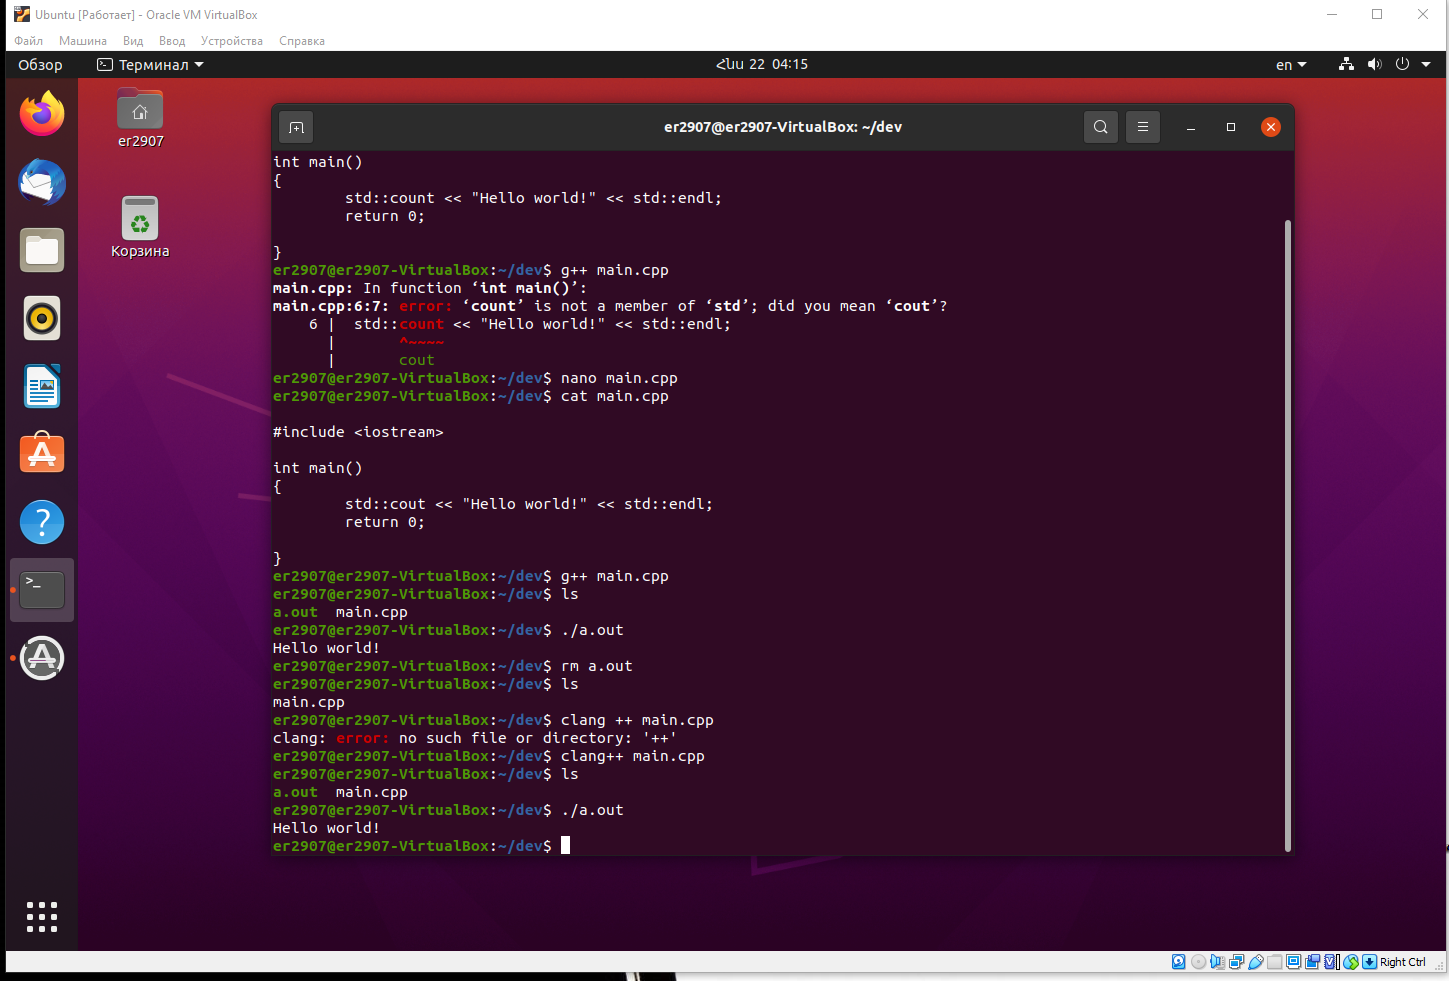 Ubuntu [Работает] - Oracle VM VirtualBox
Файл Машина Вид Ввод Устройства Справка
Обзор Терминал Հնս 22 04:15 en
er2907
Корзина
er2907@er2907-VirtualBox: ~/dev
int main()
{
std::count << "Hello world!" << std::endl;
return 0;
}
er2907@er2907-VirtualBox:~/dev$ g++ main.cpp
main.cpp: In function ‘int main()’:
main.cpp:6:7: error: ‘count’ is not a member of ‘std’; did you mean ‘cout’?
6 | std::count << "Hello world!" << std::endl;
| ^~~~~
| cout
er2907@er2907-VirtualBox:~/dev$ nano main.cpp
er2907@er2907-VirtualBox:~/dev$ cat main.cpp
#include <iostream>
int main()
{
std::cout << "Hello world!" << std::endl;
return 0;
}
er2907@er2907-VirtualBox:~/dev$ g++ main.cpp
er2907@er2907-VirtualBox:~/dev$ ls
a.out main.cpp
er2907@er2907-VirtualBox:~/dev$ ./a.out
Hello world!
er2907@er2907-VirtualBox:~/dev$ rm a.out
er2907@er2907-VirtualBox:~/dev$ ls
main.cpp
er2907@er2907-VirtualBox:~/dev$ clang ++ main.cpp
clang: error: no such file or directory: '++'
er2907@er2907-VirtualBox:~/dev$ clang++ main.cpp
er2907@er2907-VirtualBox:~/dev$ ls
a.out main.cpp
er2907@er2907-VirtualBox:~/dev$ ./a.out
Hello world!
er2907@er2907-VirtualBox:~/dev$
Right Ctrl